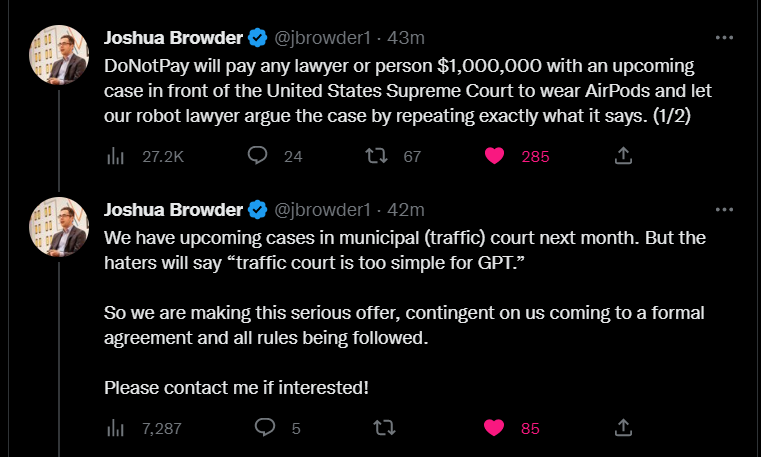 Joshua Browder @jbrowder1 · 43m
DoNotPay will pay any lawyer or person $1,000,000 with an upcoming
case in front of the United States Supreme Court to wear AirPods and let
our robot lawyer argue the case by repeating exactly what it says. (1/2)
27.2K 24 67 285
Joshua Browder @jbrowder1 · 42m
We have upcoming cases in municipal (traffic) court next month. But the
haters will say “traffic court is too simple for GPT.”
So we are making this serious offer, contingent on us coming to a formal
agreement and all rules being followed.
Please contact me if interested!
7,287 5 85